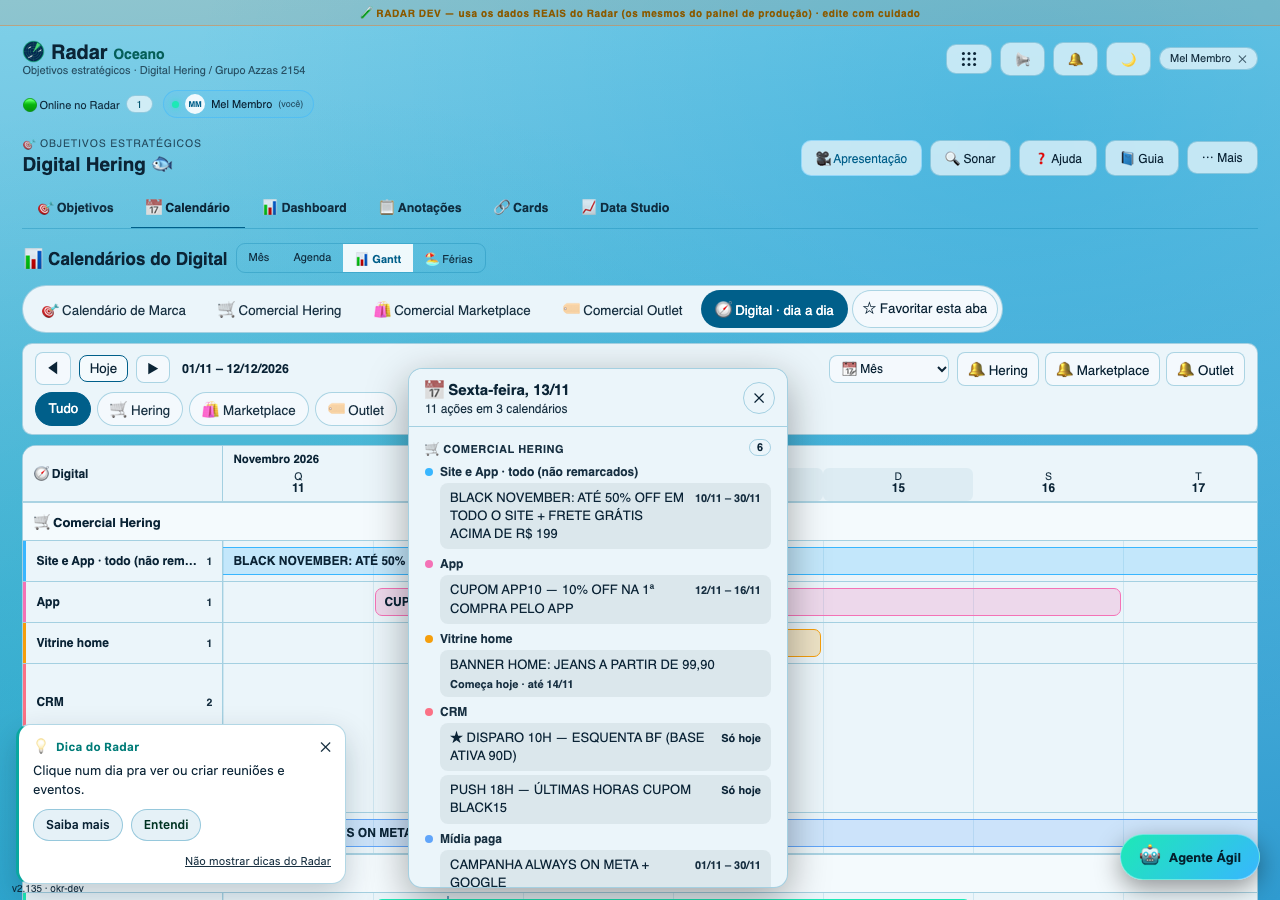 RADAR DEV — usa os dados REAIS do Radar (os mesmos do painel de produção) · edite com cuidado
Radar Oceano
Objetivos estratégicos · Digital Hering / Grupo Azzas 2154
Mel Membro ✕
Online no Radar 1
MM Mel Membro (você)
OBJETIVOS ESTRATÉGICOS
Digital Hering
Apresentação
Sonar
Ajuda
Guia
··· Mais
Objetivos
Calendário
Dashboard
Anotações
Cards
Data Studio
Calendários do Digital
Mês
Agenda
Gantt
Férias
Calendário de Marca
Comercial Hering
Comercial Marketplace
Comercial Outlet
Digital · dia a dia
☆ Favoritar esta aba
◀ Hoje ▶ 01/11 – 12/12/2026
Mês
Hering
Marketplace
Outlet
Tudo
Hering
Marketplace
Outlet
Digital
Novembro 2026
Q
11
D
15
S
16
T
17
Comercial Hering
Site e App · todo (não rem… 1
BLACK NOVEMBER: ATÉ 50%
App 1
CUP
Vitrine home 1
CRM 2
S ON META
Sexta-feira, 13/11
11 ações em 3 calendários
✕
COMERCIAL HERING 6
Site e App · todo (não remarcados)
BLACK NOVEMBER: ATÉ 50% OFF EM 10/11 – 30/11
TODO O SITE + FRETE GRÁTIS
ACIMA DE R$ 199
App
CUPOM APP10 — 10% OFF NA 1ª 12/11 – 16/11
COMPRA PELO APP
Vitrine home
BANNER HOME: JEANS A PARTIR DE 99,90
Começa hoje · até 14/11
CRM
★ DISPARO 10H — ESQUENTA BF (BASE Só hoje
ATIVA 90D)
PUSH 18H — ÚLTIMAS HORAS CUPOM Só hoje
BLACK15
Mídia paga
CAMPANHA ALWAYS ON META + 01/11 – 30/11
GOOGLE
Dica do Radar ✕
Clique num dia pra ver ou criar reuniões e
eventos.
Saiba mais
Entendi
Não mostrar dicas do Radar
v2.135 · okr-dev
Agente Ágil